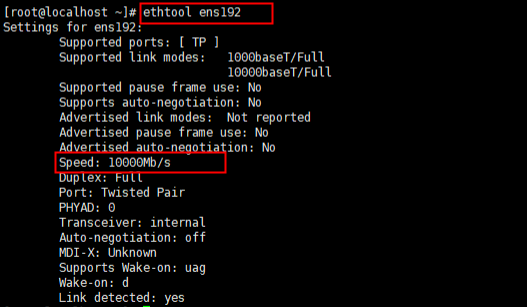 [root@localhost ~]# ethtool ens192
Settings for ens192:
Supported ports: [ TP ]
Supported link modes: 1000baseT/Full
10000baseT/Full
Supported pause frame use: No
Supports auto-negotiation: No
Advertised link modes: Not reported
Advertised pause frame use: No
Advertised auto-negotiation: No
Speed: 10000Mb/s
Duplex: Full
Port: Twisted Pair
PHYAD: 0
Transceiver: internal
Auto-negotiation: off
MDI-X: Unknown
Supports Wake-on: uag
Wake-on: d
Link detected: yes